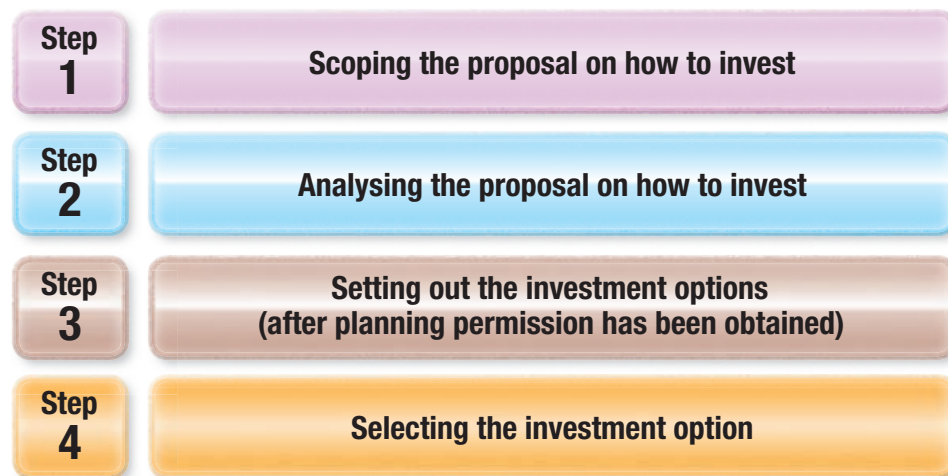 Step
1
Scoping the proposal on how to invest
Step
2
Analysing the proposal on how to invest
Step
3
Setting out the investment options
(after planning permission has been obtained)
Step
4
Selecting the investment option